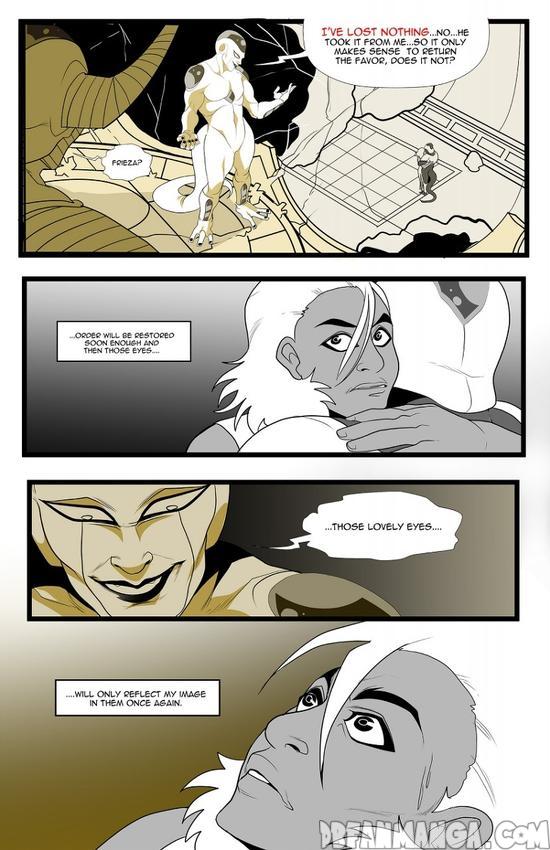 I'VE LOST NOTHING...NO...HE
TOOK IT FROM ME...SO IT ONLY
MAKES SENSE TO RETURN
THE FAVOR, DOES IT NOT?
FRIEZA?
...ORDER WILL BE RESTORED
SOON ENOUGH AND
THEN THOSE EYES....
...THOSE LOVELY EYES....
....WILL ONLY REFLECT MY IMAGE
IN THEM ONCE AGAIN.
DREAMMANGA.COM